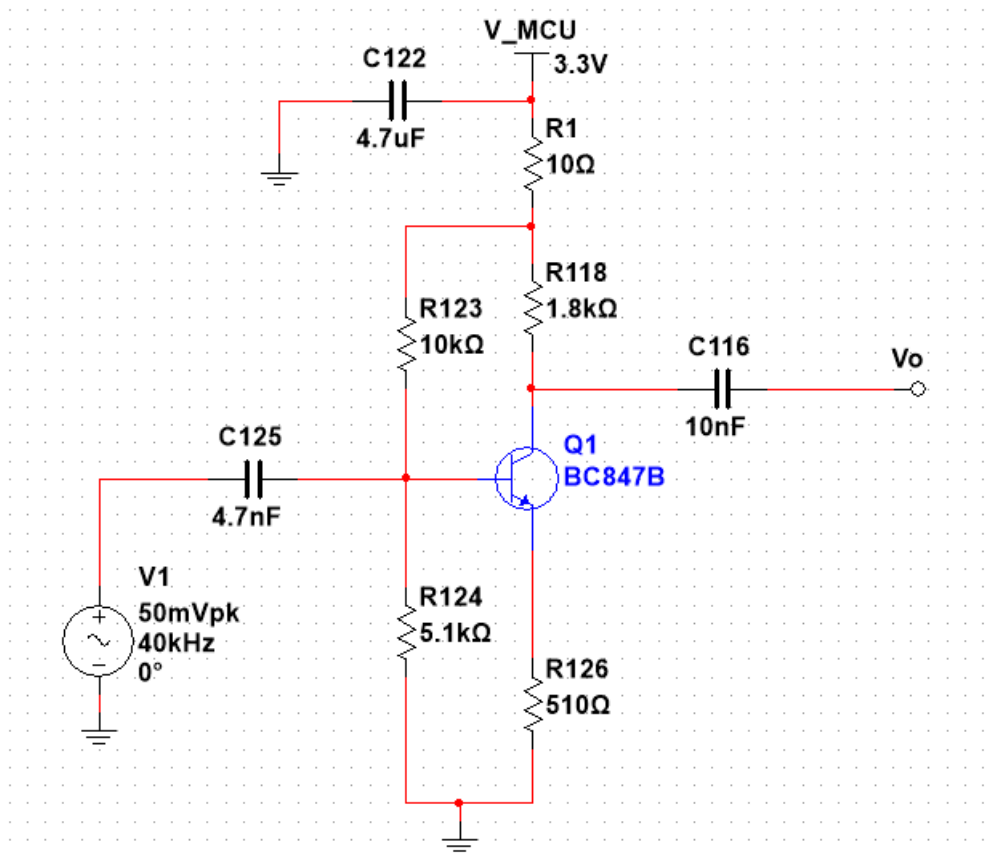 V_MCU
3.3V
C122
4.7uF
R1
10Ω
R118
1.8kΩ
R123
10kΩ
C116
10nF
Vo
C125
4.7nF
Q1
BC847B
V1
50mVpk
40kHz
0°
R124
5.1kΩ
R126
510Ω